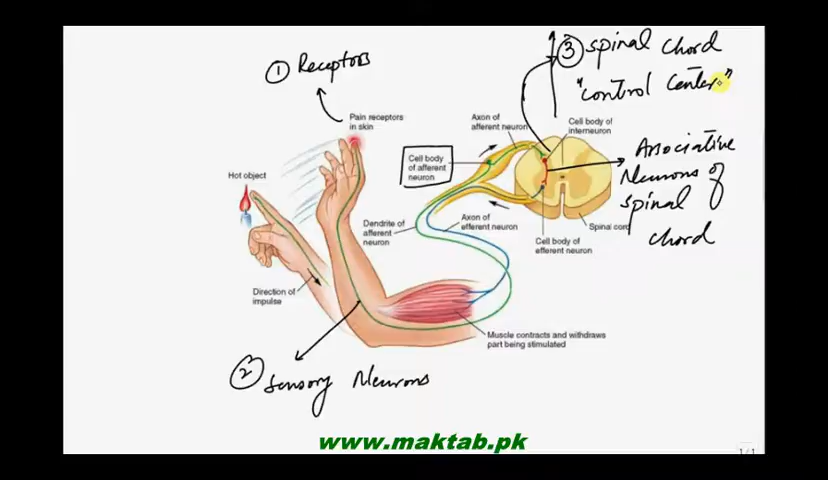 ① Receptors
③ spinal chord
"control center"
Pain receptors
in skin
Axon of
afferent neuron
Cell body of
interneuron
Cell body
of afferent
neuron
Associative
Neurons of
spinal
chord
Hot object
Dendrite of
afferent
neuron
Axon of
efferent neuron
Spinal cord
Cell body of
efferent neuron
Direction of
impulse
Muscle contracts and withdraws
part being stimulated
② Sensory Neurons
www.maktab.pk
1/1